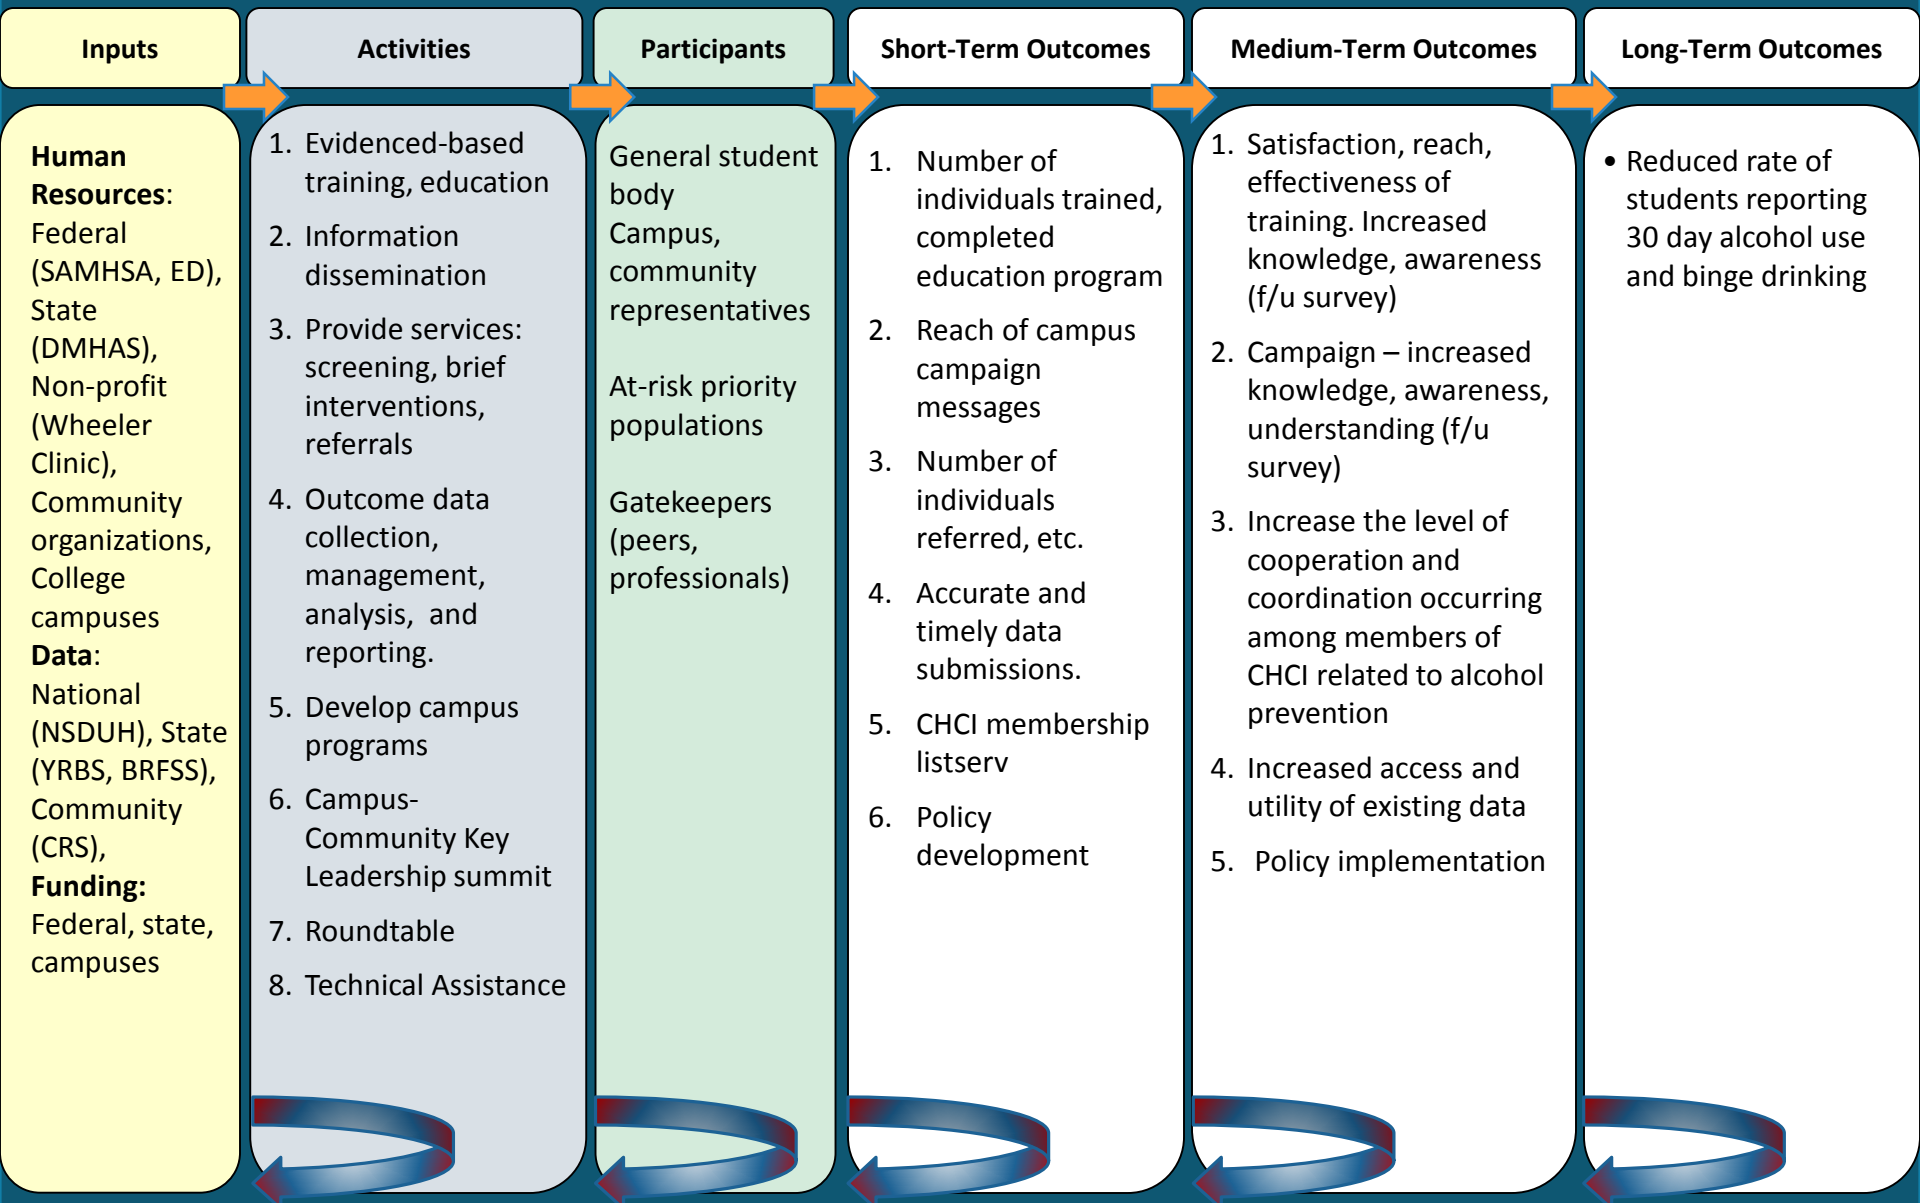 Inputs
Activities
Participants
Short-Term Outcomes
Medium-Term Outcomes
Long-Term Outcomes
Human
Resources:
Federal
(SAMHSA, ED),
State
(DMHAS),
Non-profit
(Wheeler
Clinic),
Community
organizations,
College
campuses
Data:
National
(NSDUH), State
(YRBS, BRFSS),
Community
(CRS),
Funding:
Federal, state,
campuses
1. Evidenced-based
training, education
2. Information
dissemination
3. Provide services:
screening, brief
interventions,
referrals
4. Outcome data
collection,
management,
analysis, and
reporting.
5. Develop campus
programs
6. Campus-
Community Key
Leadership summit
7. Roundtable
8. Technical Assistance
General student
body
Campus,
community
representatives
At-risk priority
populations
Gatekeepers
(peers,
professionals)
1. Number of
individuals trained,
completed
education program
2. Reach of campus
campaign
messages
3. Number of
individuals
referred, etc.
4. Accurate and
timely data
submissions.
5. CHCI membership
listserv
6. Policy
development
1. Satisfaction, reach,
effectiveness of
training. Increased
knowledge, awareness
(f/u survey)
2. Campaign – increased
knowledge, awareness,
understanding (f/u
survey)
3. Increase the level of
cooperation and
coordination occurring
among members of
CHCI related to alcohol
prevention
4. Increased access and
utility of existing data
5. Policy implementation
• Reduced rate of
students reporting
30 day alcohol use
and binge drinking